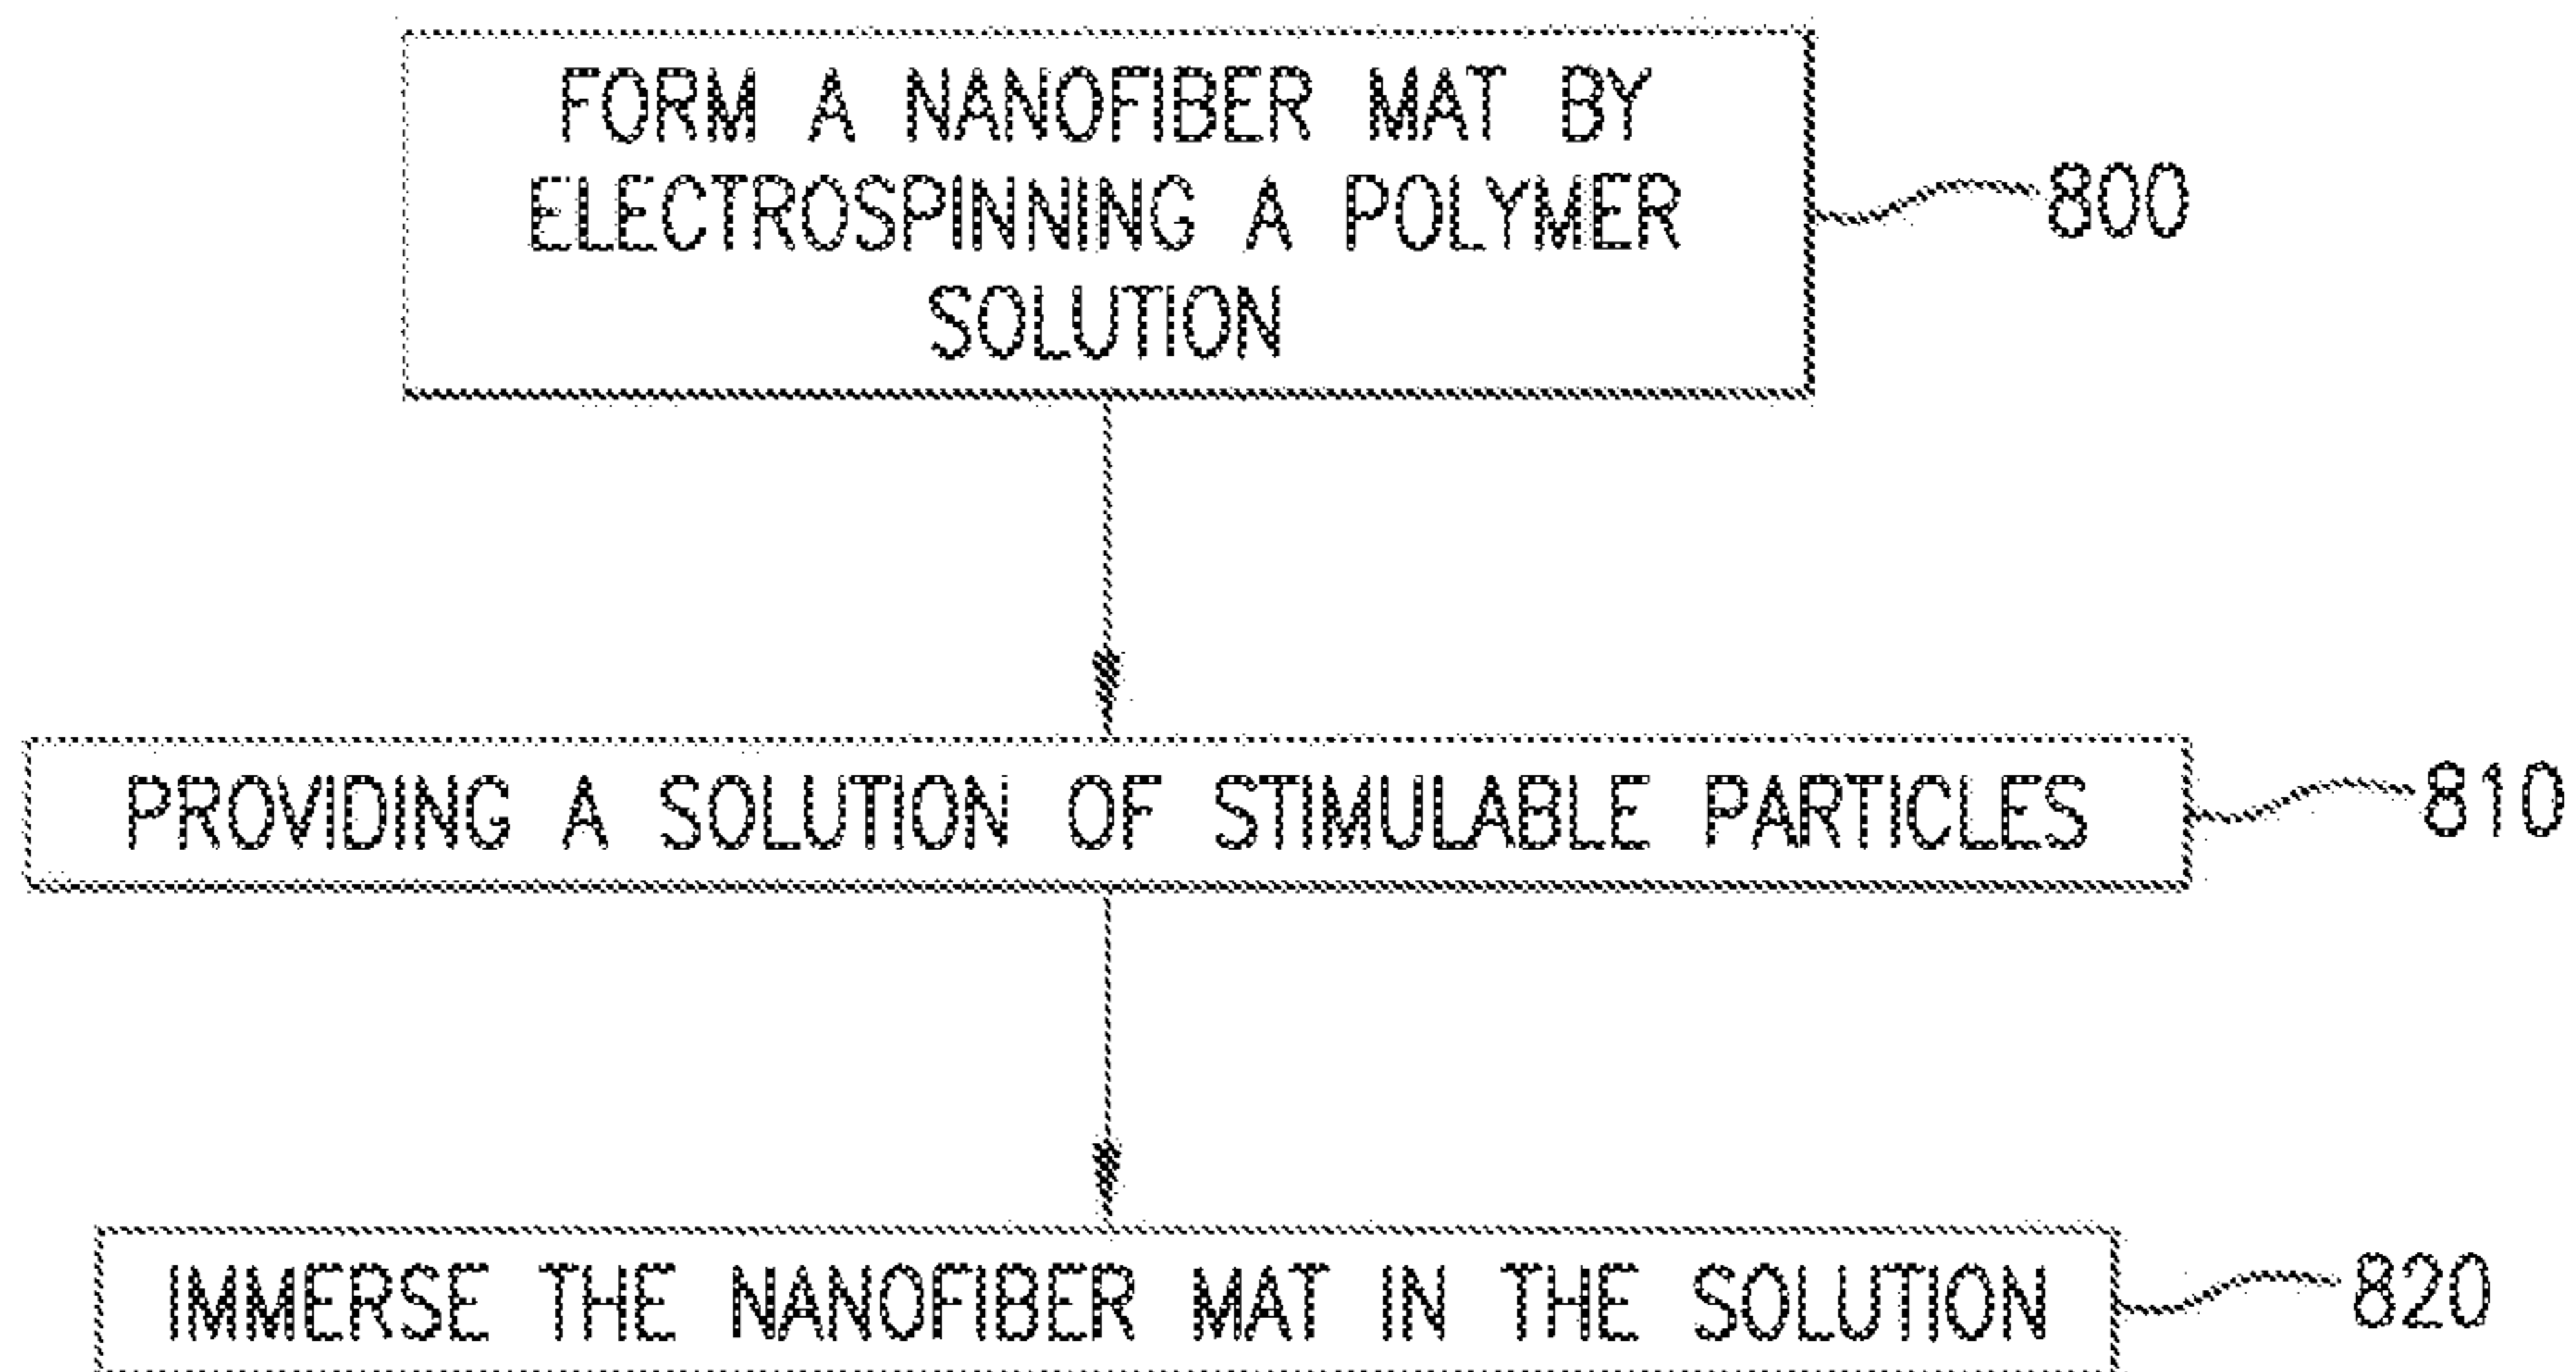 FORM A NANOFIBER MAT BY
ELECTROSPINNING A POLYMER
SOLUTION
800
PROVIDING A SOLUTION OF STIMULABLE PARTICLES
810
IMMERSE THE NANOFIBER MAT IN THE SOLUTION
820